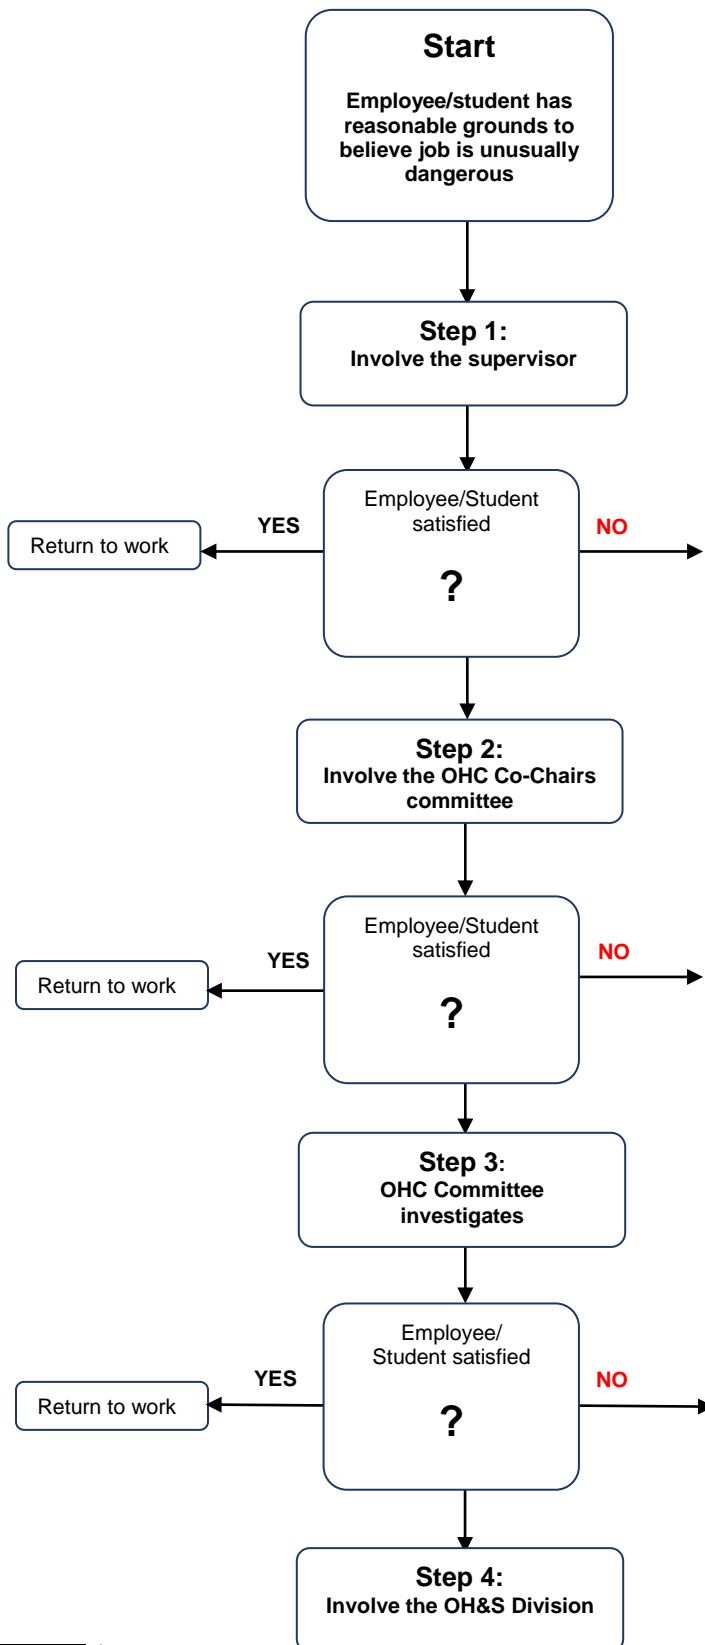 Start
Employee/student has
reasonable grounds to
believe job is unusually
dangerous
Step 1:
Involve the supervisor
Employee/Student
satisfied
?
YES
Return to work
NO
Step 2:
Involve the OHC Co-Chairs
committee
Employee/Student
satisfied
?
YES
Return to work
NO
Step 3:
OHC Committee
investigates
Employee/
Student satisfied
?
YES
Return to work
NO
Step 4:
Involve the OH&S Division